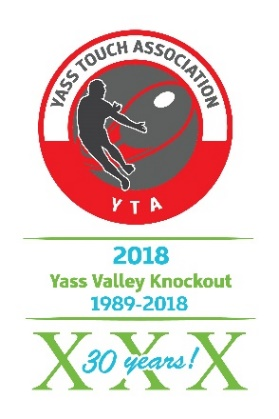 YASS TOUCH ASSOCIATION
YTA
2018
Yass Valley Knockout
1989-2018
XXX
30 years!